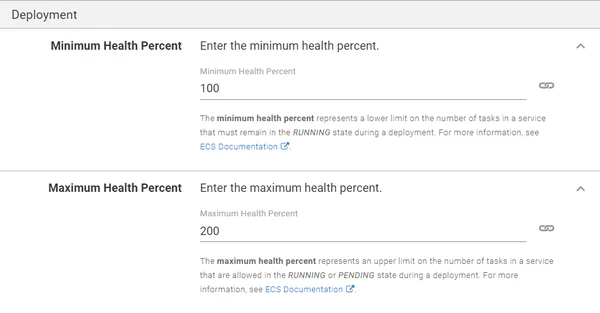 Deployment
Minimum Health Percent
Enter the minimum health percent.
Minimum Health Percent
100
The minimum health percent represents a lower limit on the number of tasks in a service
that must remain in the RUNNING state during a deployment. For more information, see
ECS Documentation.
Maximum Health Percent
Enter the maximum health percent.
Maximum Health Percent
200
The maximum health percent represents an upper limit on the number of tasks in a service
that are allowed in the RUNNING or PENDING state during a deployment. For more
information, see ECS Documentation.